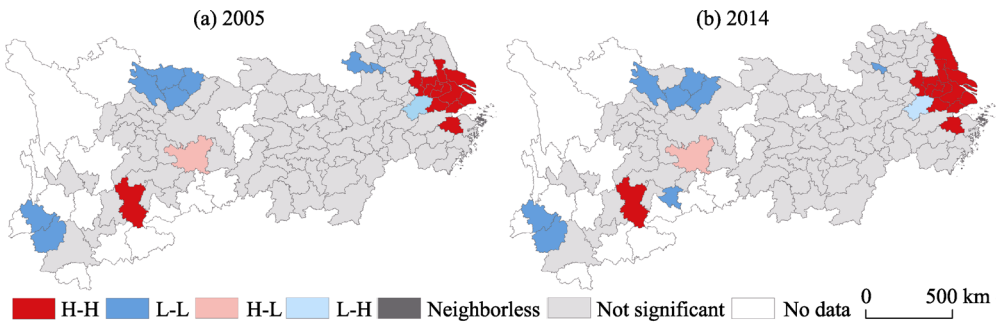 (a) 2005
(b) 2014
H-H L-L H-L L-H Neighborless Not significant No data 0 500 km